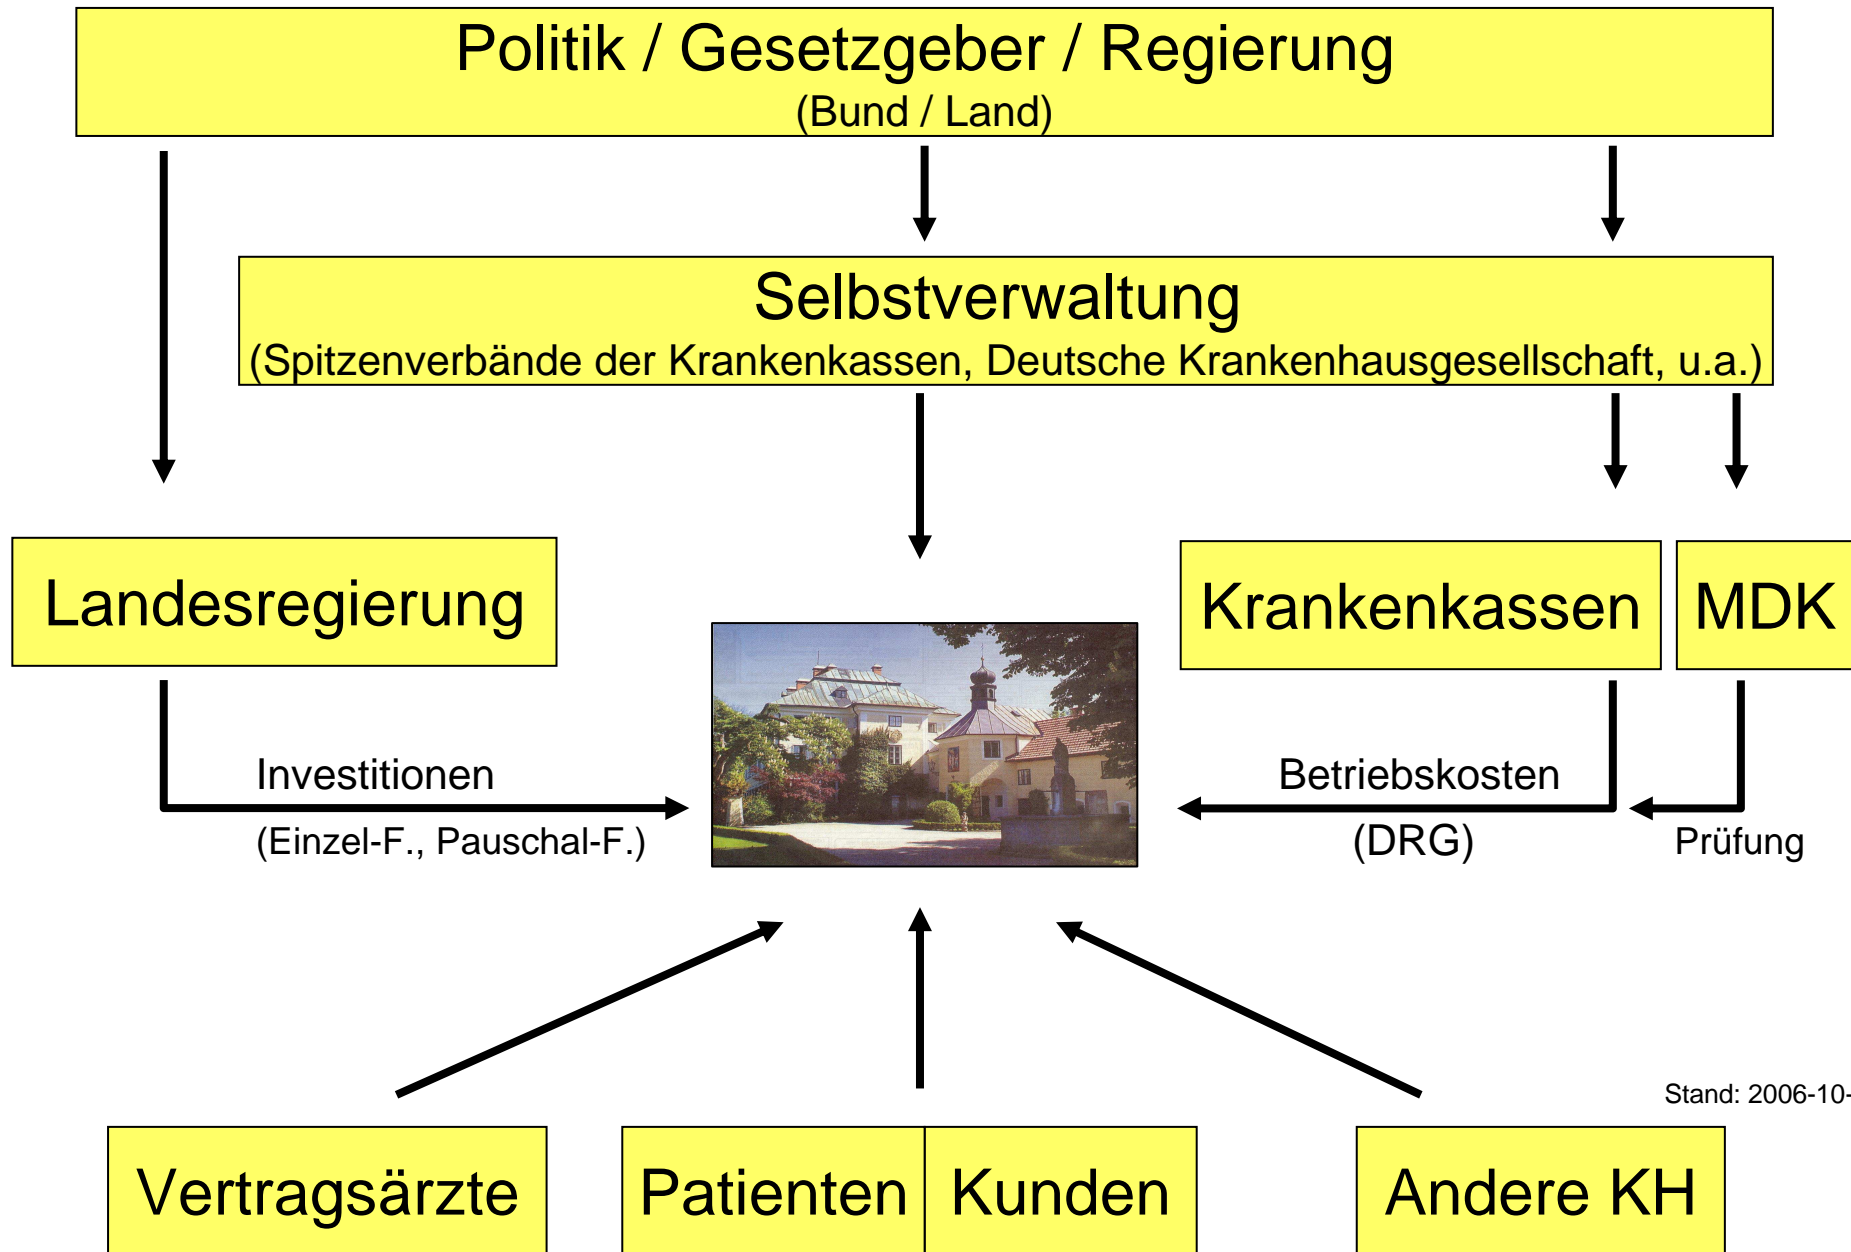 Politik / Gesetzgeber / Regierung
(Bund / Land)
Selbstverwaltung
(Spitzenverbände der Krankenkassen, Deutsche Krankenhausgesellschaft, u.a.)
Landesregierung
Krankenkassen
MDK
Investitionen
(Einzel-F., Pauschal-F.)
Betriebskosten
(DRG)
Prüfung
Stand: 2006-10-
Vertragsärzte
Patienten
Kunden
Andere KH